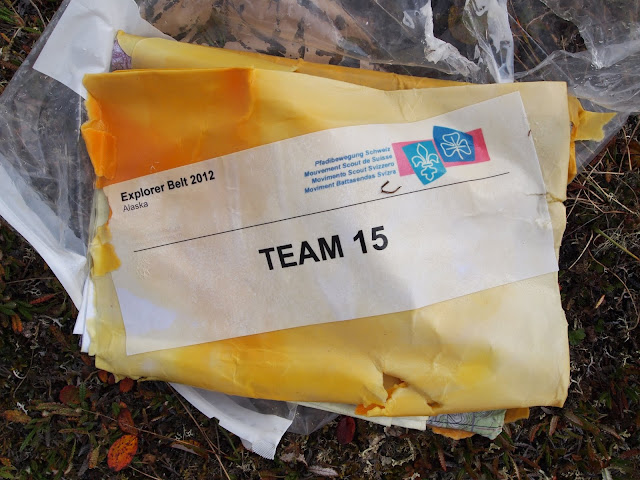 Explorer Belt 2012
Alaska
Pfadibewegung Schweiz
Mouvement Scout de Suisse
Movimento Scout Svizzero
Moviment Battasendas Svizra
TEAM 15